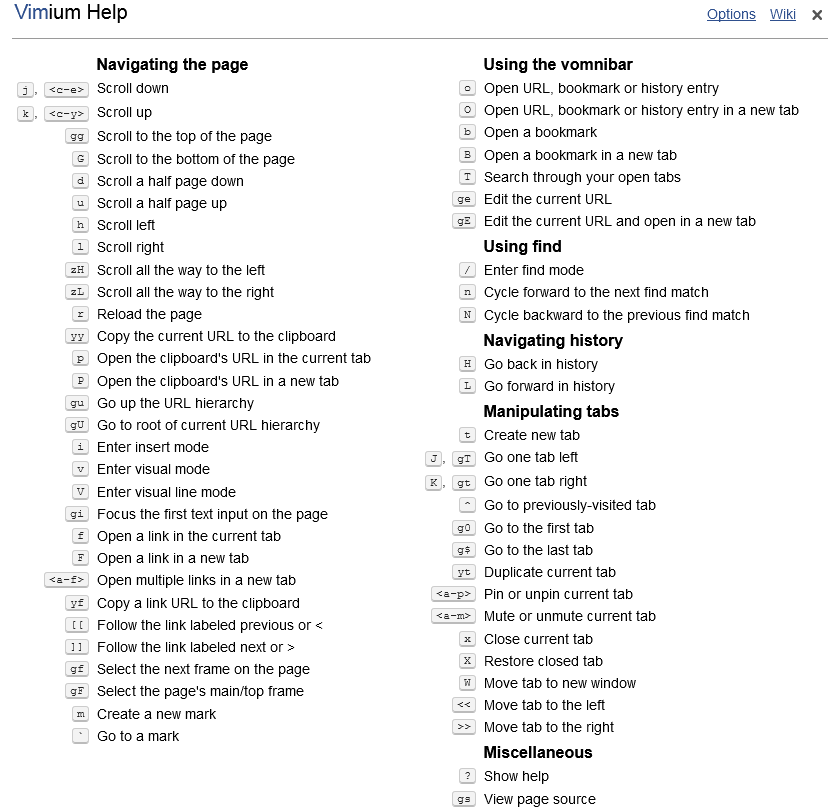 Vimium Help
Options Wiki ×
Navigating the page
j, <c-e> Scroll down
k, <c-y> Scroll up
gg Scroll to the top of the page
G Scroll to the bottom of the page
d Scroll a half page down
u Scroll a half page up
h Scroll left
l Scroll right
zH Scroll all the way to the left
zL Scroll all the way to the right
r Reload the page
yy Copy the current URL to the clipboard
p Open the clipboard's URL in the current tab
P Open the clipboard's URL in a new tab
gu Go up the URL hierarchy
gU Go to root of current URL hierarchy
i Enter insert mode
v Enter visual mode
V Enter visual line mode
gi Focus the first text input on the page
f Open a link in the current tab
F Open a link in a new tab
<a-f> Open multiple links in a new tab
yf Copy a link URL to the clipboard
[[ Follow the link labeled previous or <
]] Follow the link labeled next or >
gf Select the next frame on the page
gF Select the page's main/top frame
m Create a new mark
` Go to a mark
Using the vomnibar
o Open URL, bookmark or history entry
O Open URL, bookmark or history entry in a new tab
b Open a bookmark
B Open a bookmark in a new tab
T Search through your open tabs
ge Edit the current URL
gE Edit the current URL and open in a new tab
Using find
/ Enter find mode
n Cycle forward to the next find match
N Cycle backward to the previous find match
Navigating history
H Go back in history
L Go forward in history
Manipulating tabs
t Create new tab
J, gT Go one tab left
K, gt Go one tab right
^ Go to previously-visited tab
g0 Go to the first tab
g$ Go to the last tab
yt Duplicate current tab
<a-p> Pin or unpin current tab
<a-m> Mute or unmute current tab
x Close current tab
X Restore closed tab
W Move tab to new window
<< Move tab to the left
>> Move tab to the right
Miscellaneous
? Show help
gs View page source